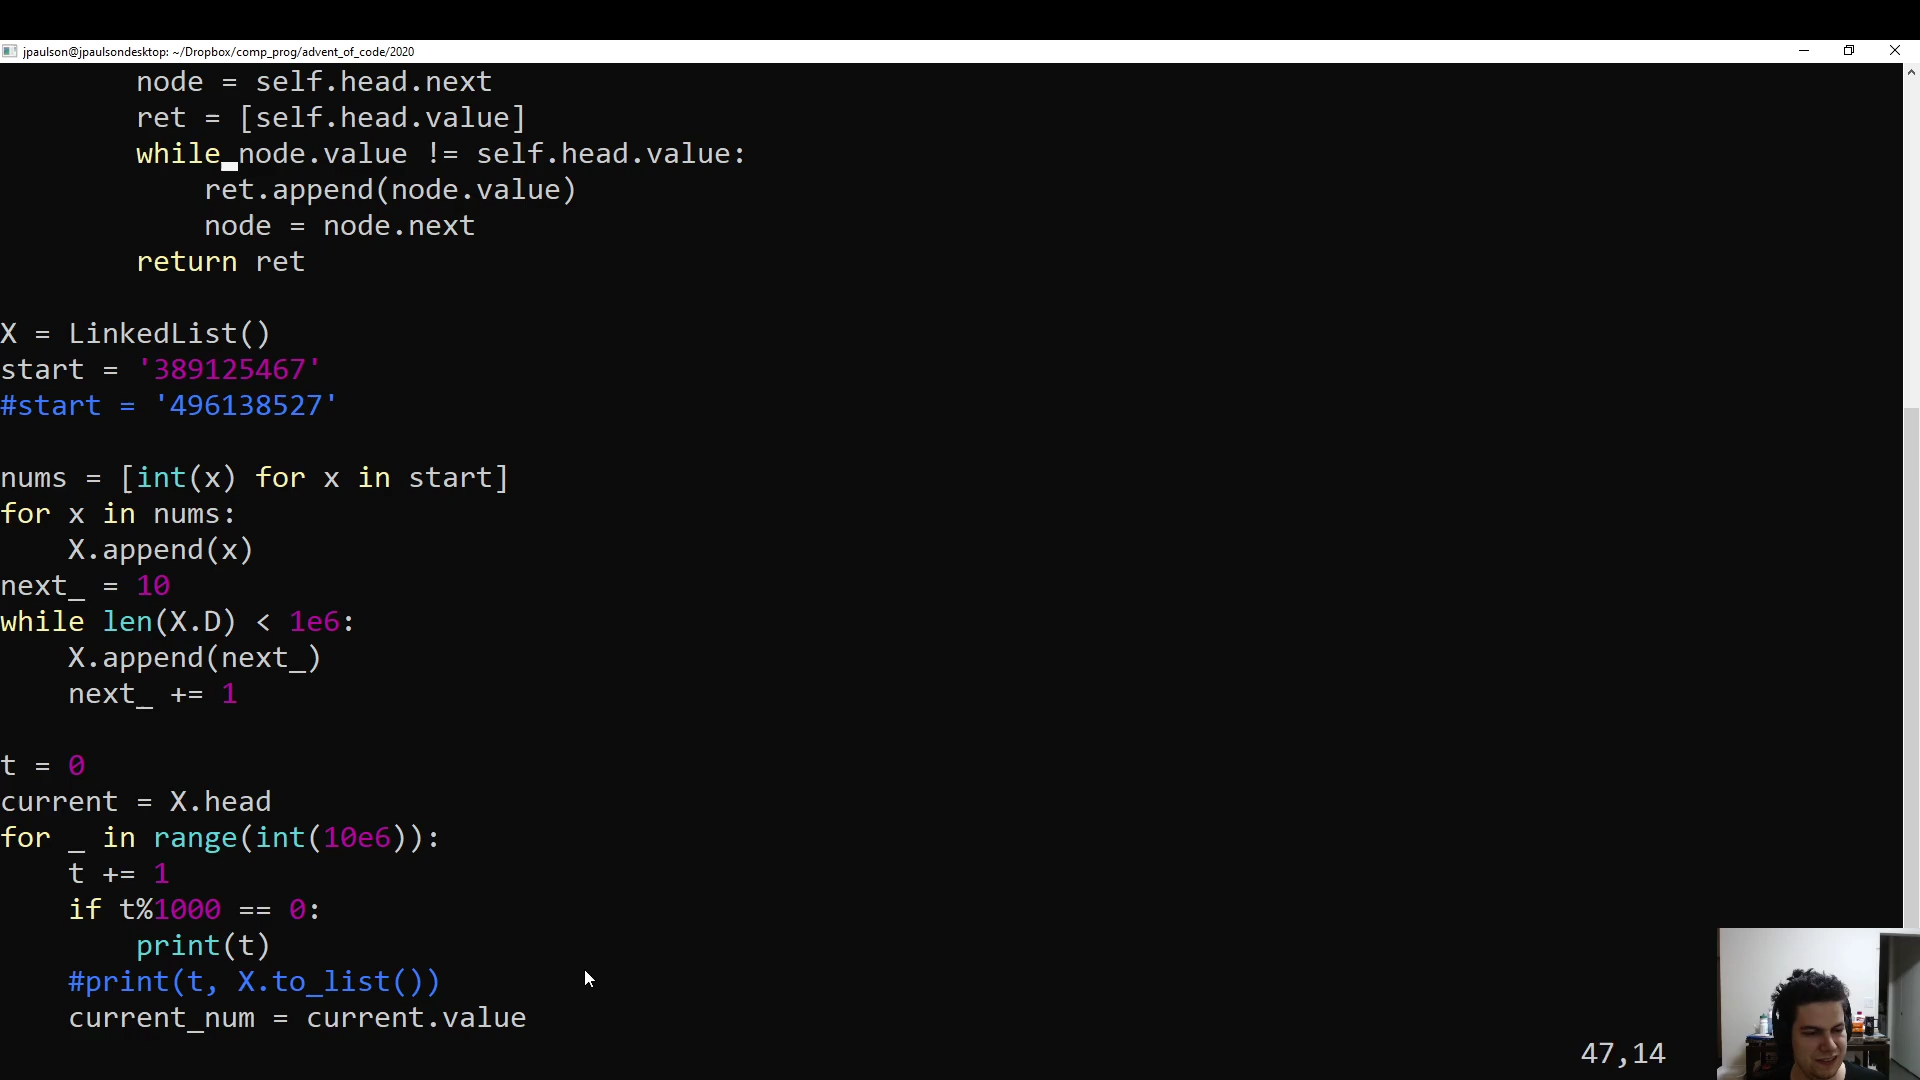 jpaulson@jpaulsondesktop: ~/Dropbox/comp_prog/advent_of_code/2020
        node = self.head.next
        ret = [self.head.value]
        while node.value != self.head.value:
            ret.append(node.value)
            node = node.next
        return ret

X = LinkedList()
start = '389125467'
#start = '496138527'

nums = [int(x) for x in start]
for x in nums:
    X.append(x)
next_ = 10
while len(X.D) < 1e6:
    X.append(next_)
    next_ += 1

t = 0
current = X.head
for _ in range(int(10e6)):
    t += 1
    if t%1000 == 0:
        print(t)
    #print(t, X.to_list())
    current_num = current.value
47,14